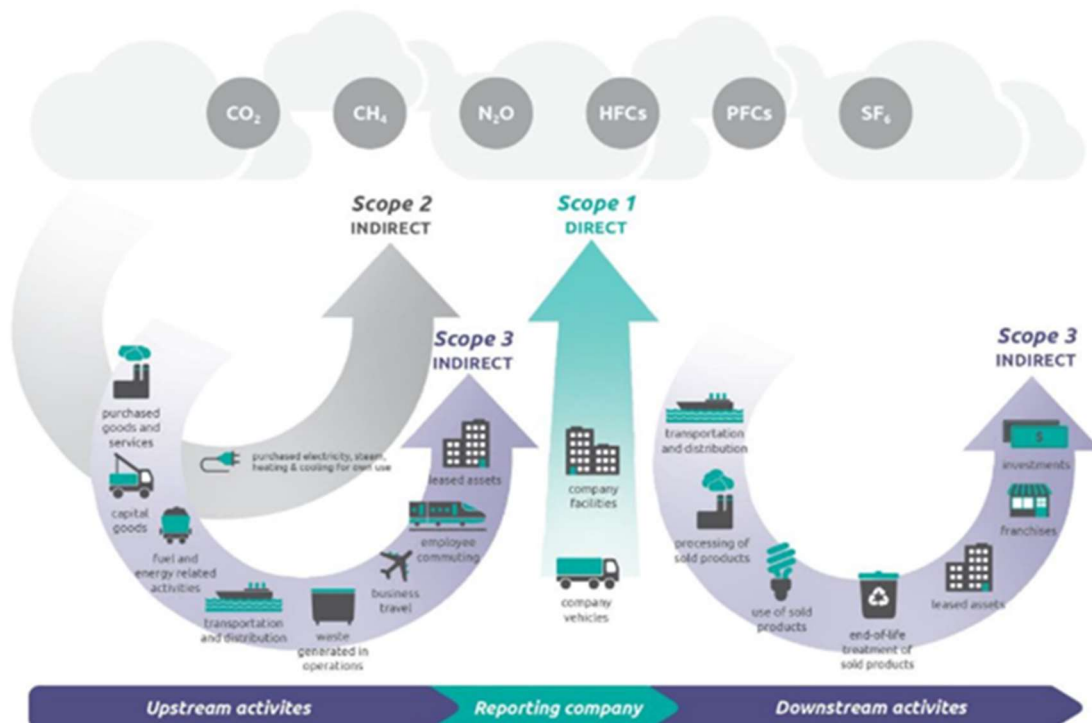 CO₂ CH₄ N₂O HFCs PFCs SF₆
Scope 2
INDIRECT
Scope 1
DIRECT
Scope 3
INDIRECT
Scope 3
INDIRECT
purchased
goods and
services
capital
goods
fuel and
energy related
activities
purchased electricity, steam,
heating & cooling for own use
transportation
and distribution
waste
generated in
operations
business
travel
employee
commuting
leased assets
company
facilities
company
vehicles
transportation
and distribution
processing of
sold products
use of sold
products
end-of-life
treatment of
sold products
leased assets
franchises
$
investments
Upstream activites
Reporting company
Downstream activites